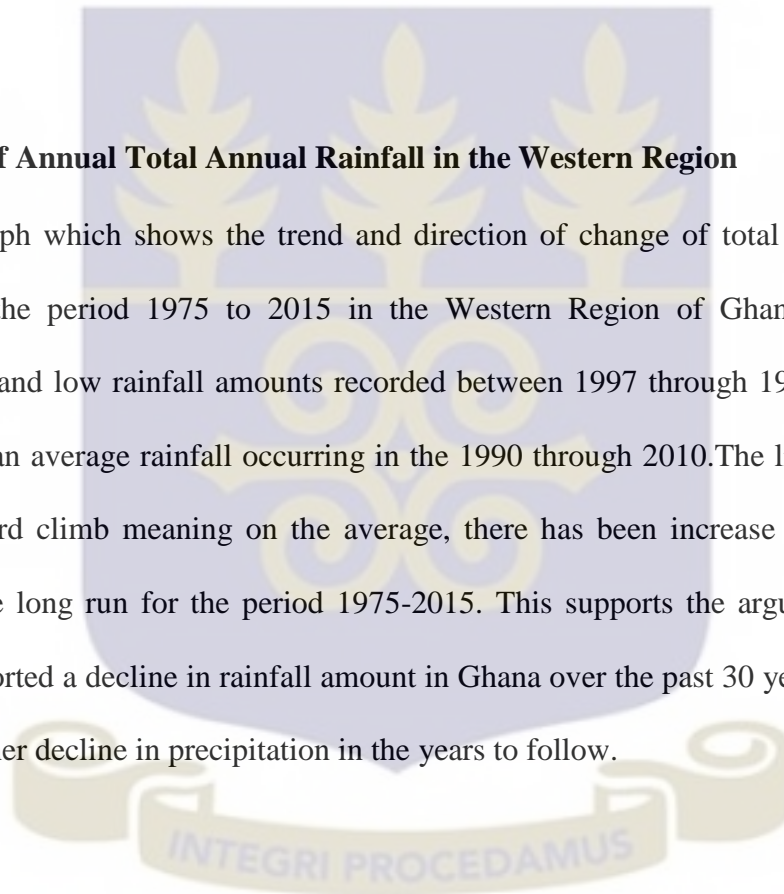 f Annual Total Annual Rainfall in the Western Region
ph which shows the trend and direction of change of total
he period 1975 to 2015 in the Western Region of Ghan
and low rainfall amounts recorded between 1997 through 19
an average rainfall occurring in the 1990 through 2010.The l
rd climb meaning on the average, there has been increase
e long run for the period 1975-2015. This supports the argu
orted a decline in rainfall amount in Ghana over the past 30 ye
her decline in precipitation in the years to follow.
INTEGRI PROCEDAMUS